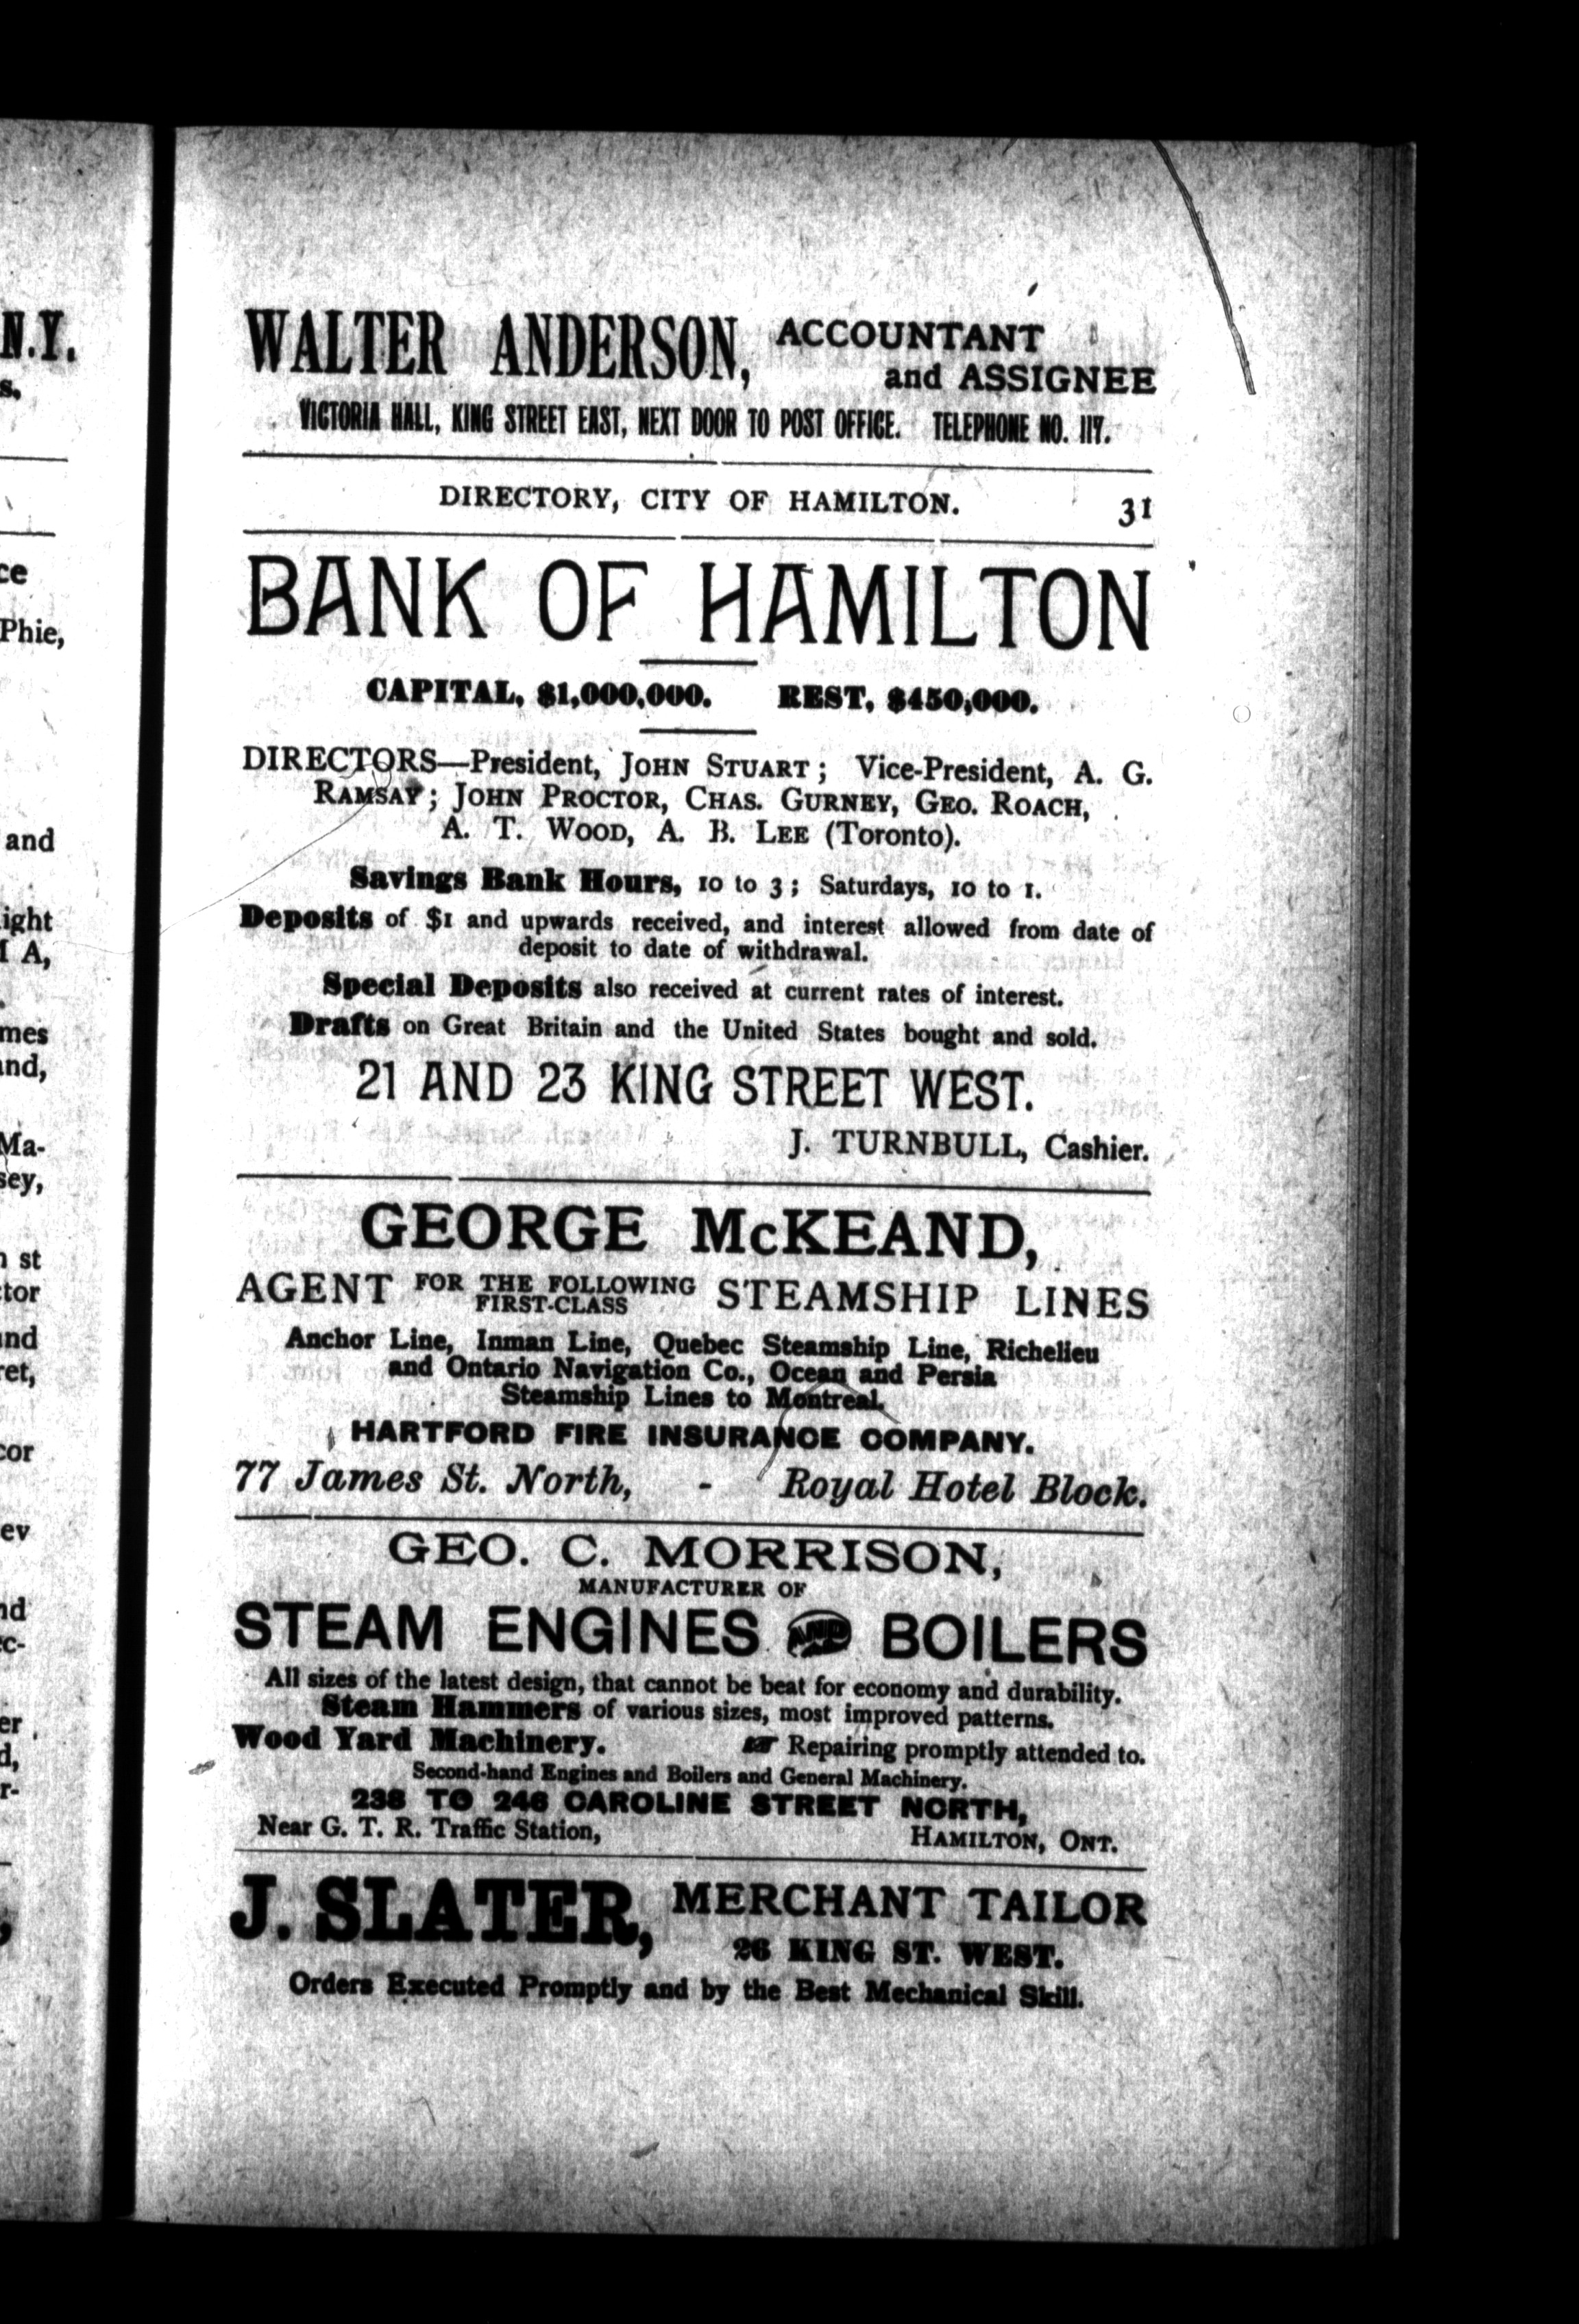 WALTER ANDERSON, ACCOUNTANT
and ASSIGNEE
VICTORIA HALL, KING STREET EAST, NEXT DOOR TO POST OFFICE. TELEPHONE NO. 117.
DIRECTORY, CITY OF HAMILTON. 31
BANK OF HAMILTON
CAPITAL, $1,000,000. REST, $450,000.
DIRECTORS—President, JOHN STUART; Vice-President, A. G.
RAMSAY; JOHN PROCTOR, CHAS. GURNEY, GEO. ROACH,
A. T. WOOD, A. B. LEE (Toronto).
Savings Bank Hours, 10 to 3; Saturdays, 10 to 1.
Deposits of $1 and upwards received, and interest allowed from date of
deposit to date of withdrawal.
Special Deposits also received at current rates of interest.
Drafts on Great Britain and the United States bought and sold.
21 AND 23 KING STREET WEST.
J. TURNBULL, Cashier.
GEORGE McKEAND,
AGENT FOR THE FOLLOWING FIRST-CLASS STEAMSHIP LINES
Anchor Line, Inman Line, Quebec Steamship Line, Richelieu
and Ontario Navigation Co., Ocean and Persia
Steamship Lines to Montreal.
HARTFORD FIRE INSURANCE COMPANY.
77 James St. North, - Royal Hotel Block.
GEO. C. MORRISON,
MANUFACTURER OF
STEAM ENGINES AND BOILERS
All sizes of the latest design, that cannot be beat for economy and durability.
Steam Hammers of various sizes, most improved patterns.
Wood Yard Machinery. ☞ Repairing promptly attended to.
Second-hand Engines and Boilers and General Machinery.
238 TO 246 CAROLINE STREET NORTH,
Near G. T. R. Traffic Station, HAMILTON, ONT.
J. SLATER, MERCHANT TAILOR
26 KING ST. WEST.
Orders Executed Promptly and by the Best Mechanical Skill.